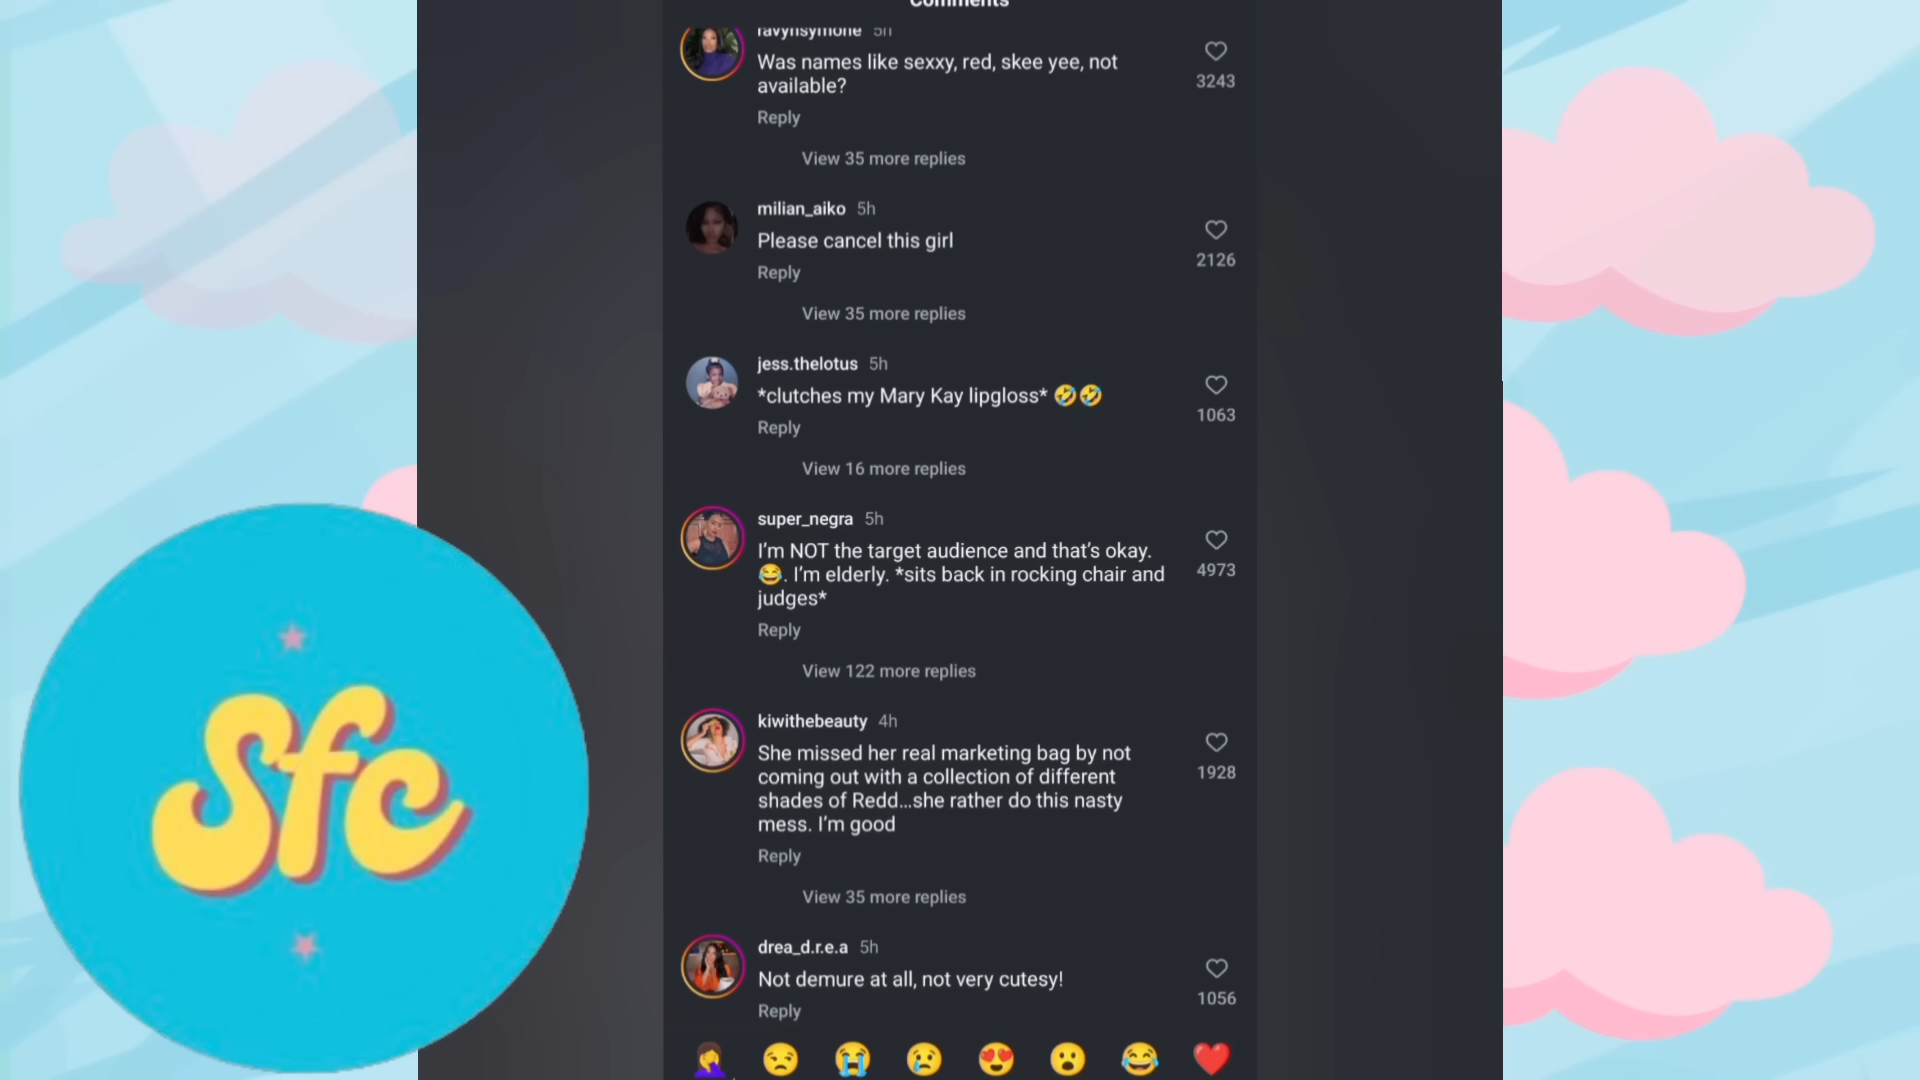 Comments
ravynsymone 5h
Was names like sexxy, red, skee yee, not
available?
3243
Reply
View 35 more replies
milian_aiko 5h
Please cancel this girl
2126
Reply
View 35 more replies
jess.thelotus 5h
*clutches my Mary Kay lipgloss* 🤣🤣
1063
Reply
View 16 more replies
super_negra 5h
I'm NOT the target audience and that's okay.
😂. I'm elderly. *sits back in rocking chair and
judges*
4973
Reply
View 122 more replies
kiwithebeauty 4h
She missed her real marketing bag by not
coming out with a collection of different
shades of Redd...she rather do this nasty
mess. I'm good
1928
Reply
View 35 more replies
drea_d.r.e.a 5h
Not demure at all, not very cutesy!
1056
Reply
Sfc